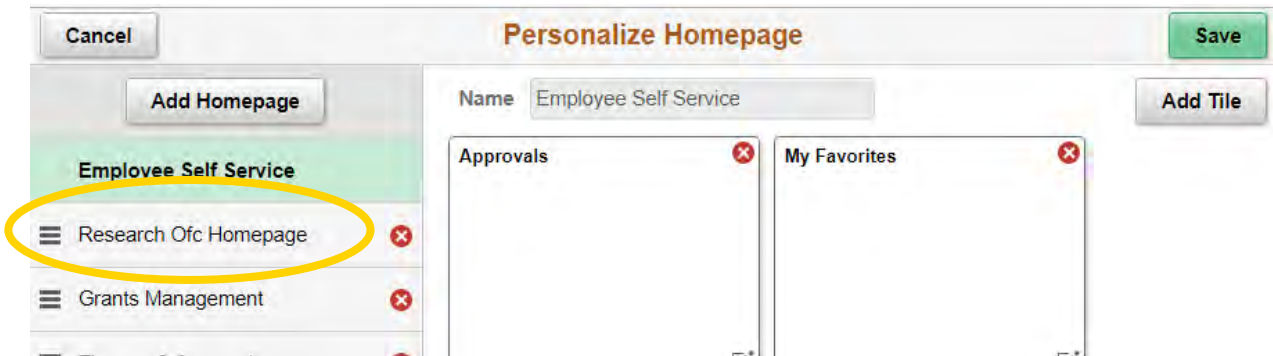 Cancel
Personalize Homepage
Save
Add Homepage
Name Employee Self Service
Add Tile
Employee Self Service
Approvals
My Favorites
Research Ofc Homepage
Grants Management